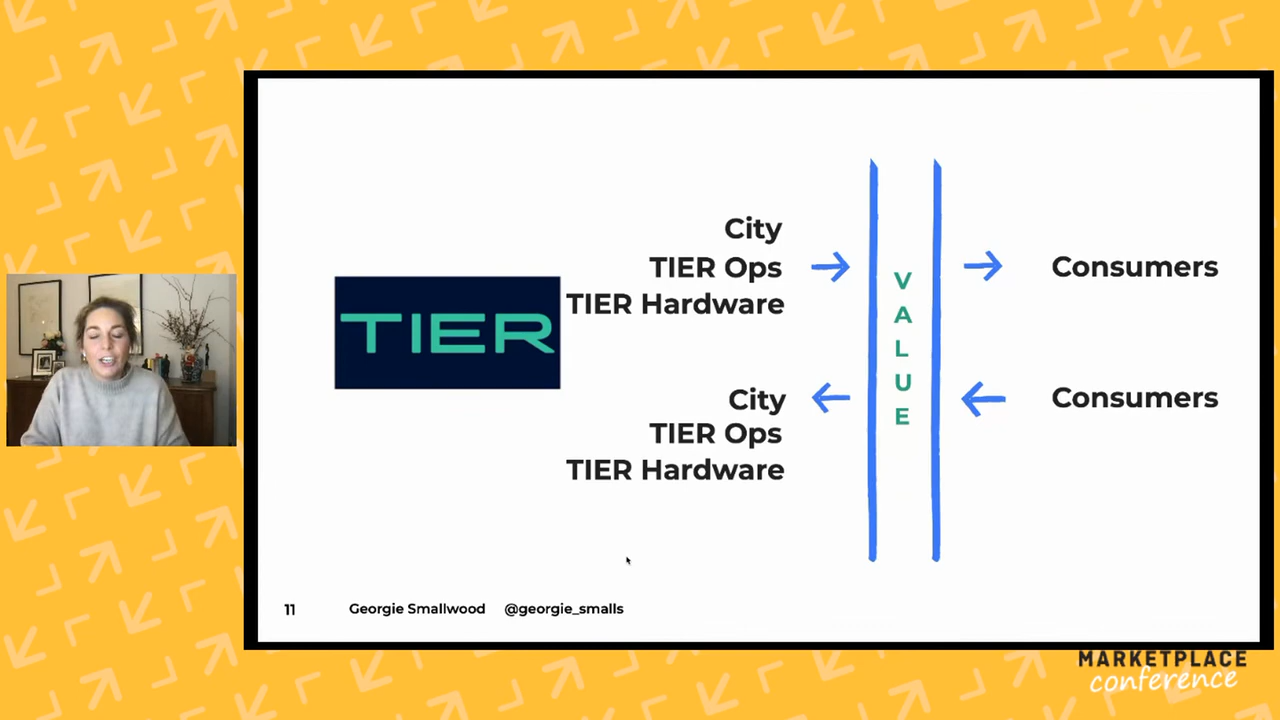 TIER
City
TIER Ops
TIER Hardware
Consumers
VALUE
City
TIER Ops
TIER Hardware
Consumers
11
Georgie Smallwood
@georgie_smalls
MARKETPLACE
conference